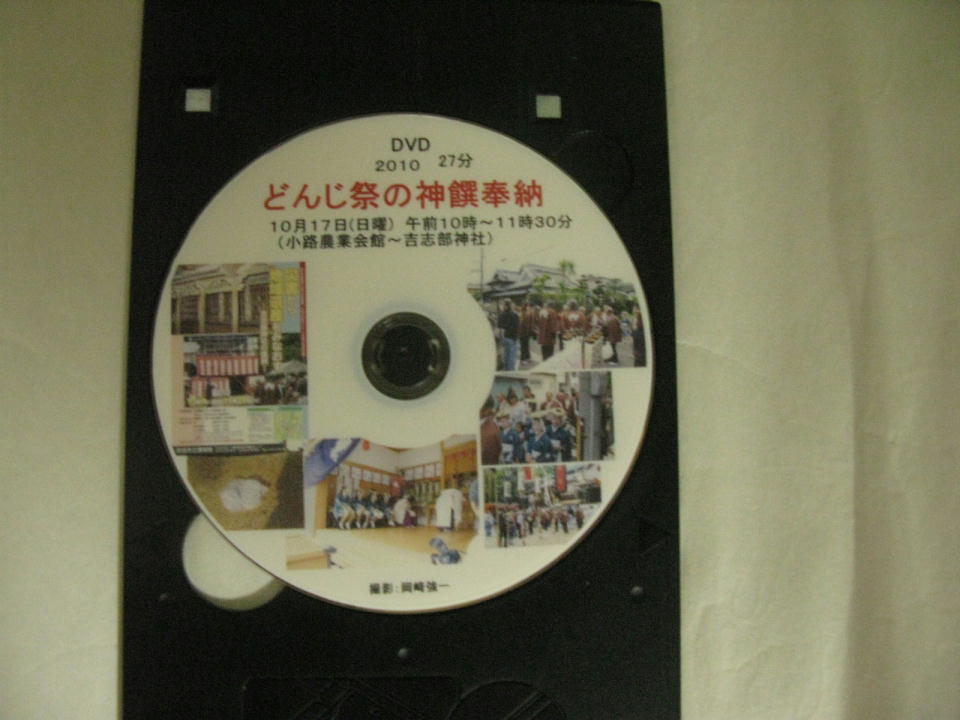 DVD
2010 27分
どんじ祭の神饌奉納
10月17日(日曜) 午前10時～11時30分
(小路農業会館～吉志部神社)
撮影:岡崎強一